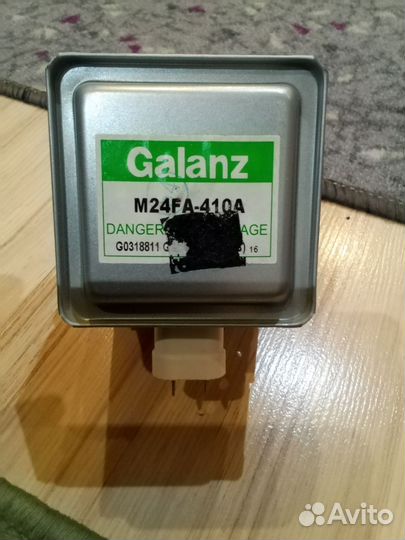 Galanz
M24FA-410A
DANGER
G0318811 16
Avito